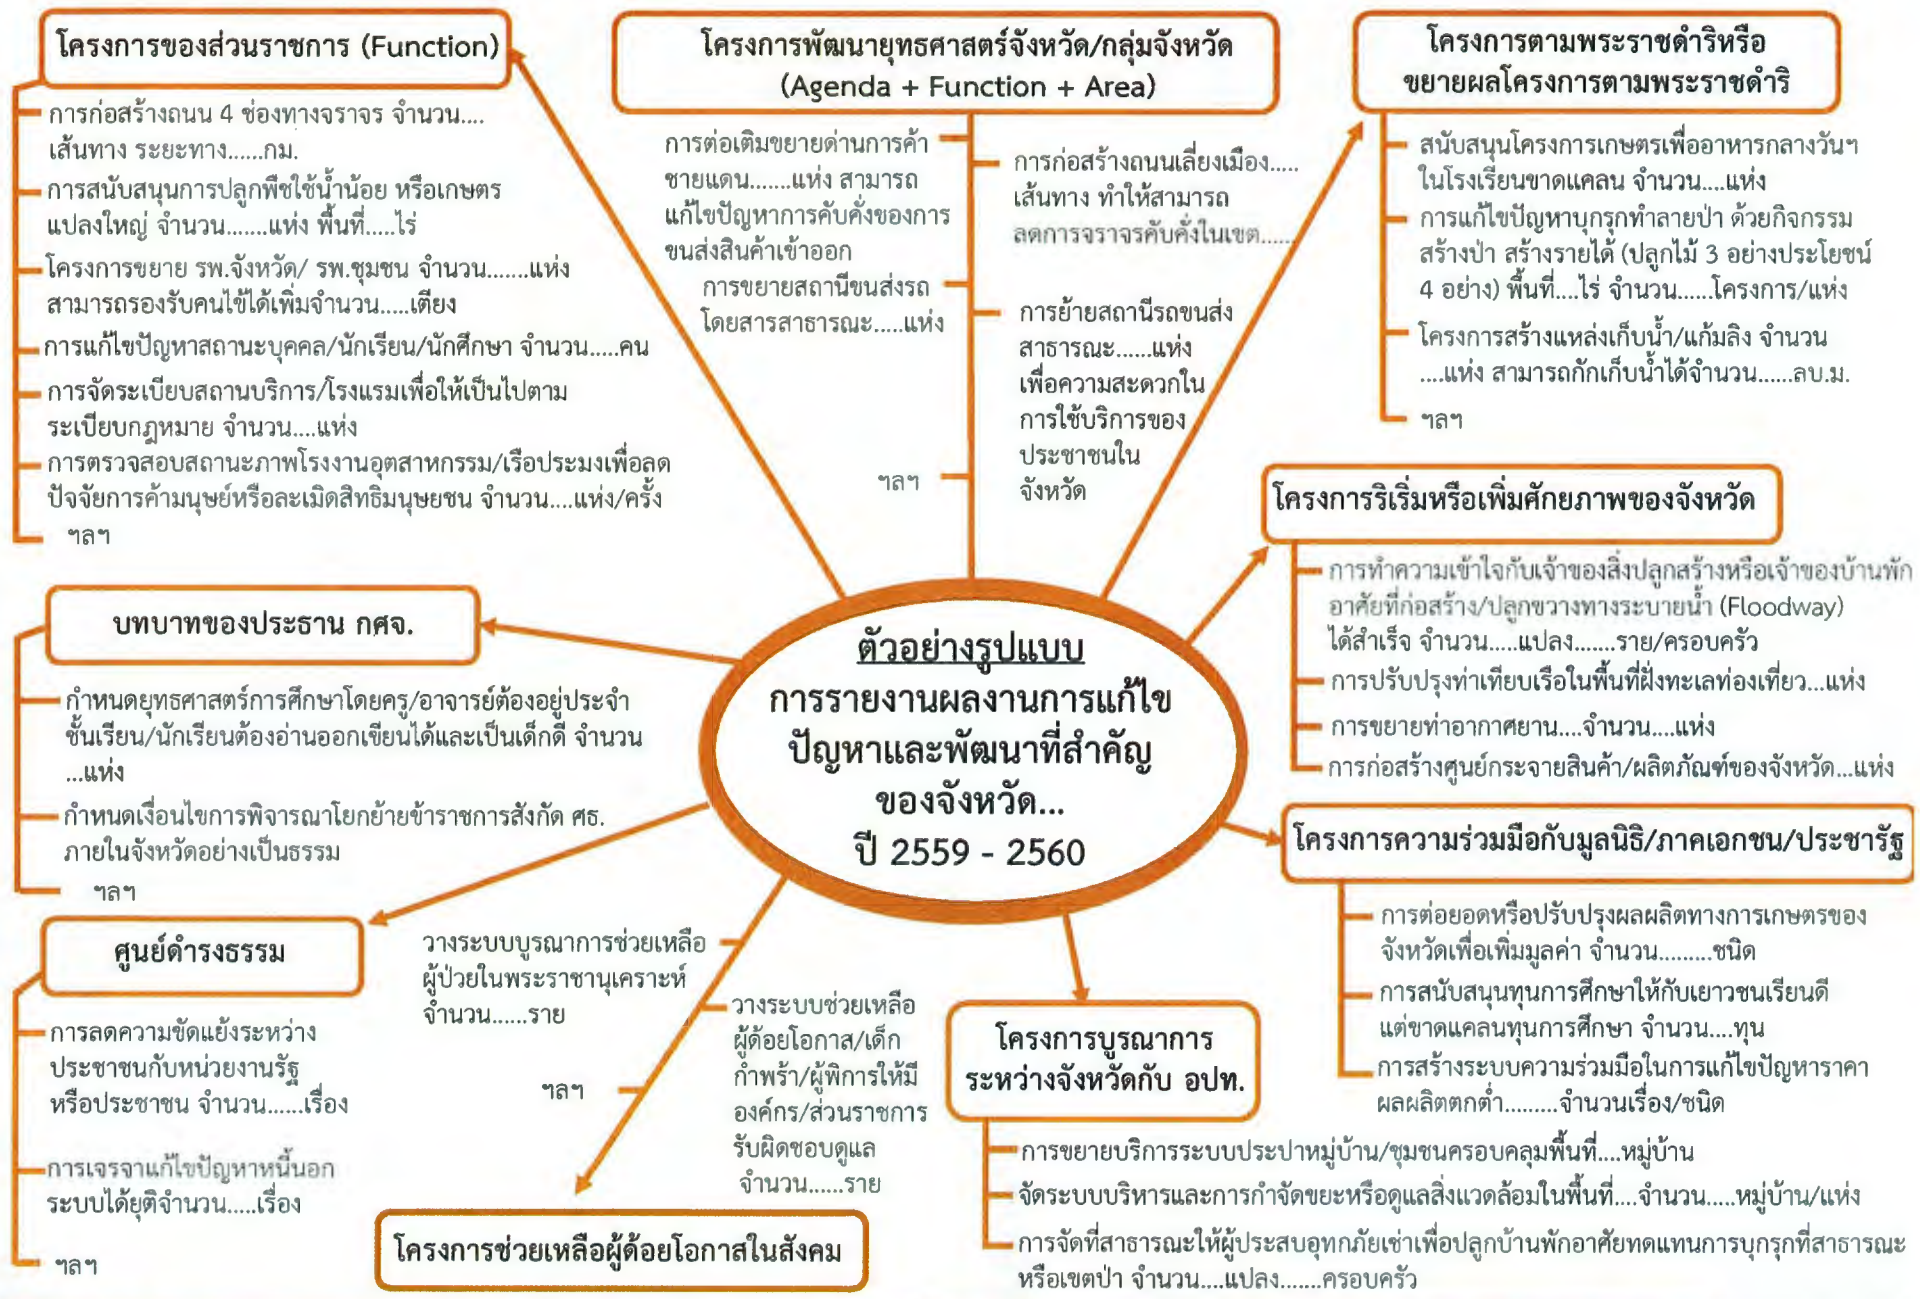 โครงการของส่วนราชการ (Function)
การก่อสร้างถนน 4 ช่องทางจราจร จำนวน....
เส้นทาง ระยะทาง......กม.
การสนับสนุนการปลูกพืชใช้น้ำน้อย หรือเกษตร
แปลงใหญ่ จำนวน.......แห่ง พื้นที่.....ไร่
โครงการขยาย รพ.จังหวัด/ รพ.ชุมชน จำนวน.......แห่ง
สามารถรองรับคนไข้ได้เพิ่มจำนวน.....เตียง
การแก้ไขปัญหาสถานะบุคคล/นักเรียน/นักศึกษา จำนวน.....คน
การจัดระเบียบสถานบริการ/โรงแรมเพื่อให้เป็นไปตาม
ระเบียบกฎหมาย จำนวน....แห่ง
การตรวจสอบสถานะภาพโรงงานอุตสาหกรรม/เรือประมงเพื่อลด
ปัจจัยการค้ามนุษย์หรือละเมิดสิทธิมนุษยชน จำนวน....แห่ง/ครั้ง
ฯลฯ
โครงการพัฒนายุทธศาสตร์จังหวัด/กลุ่มจังหวัด
(Agenda + Function + Area)
การต่อเติมขยายด่านการค้า
ชายแดน.......แห่ง สามารถ
แก้ไขปัญหาการคับคั่งของการ
ขนส่งสินค้าเข้าออก
การขยายสถานีขนส่งรถ
โดยสารสาธารณะ.....แห่ง
ฯลฯ
การก่อสร้างถนนเลี่ยงเมือง.....
เส้นทาง ทำให้สามารถ
ลดการจราจรคับคั่งในเขต......
การย้ายสถานีรถขนส่ง
สาธารณะ......แห่ง
เพื่อความสะดวกใน
การใช้บริการของ
ประชาชนใน
จังหวัด
โครงการตามพระราชดำริหรือ
ขยายผลโครงการตามพระราชดำริ
สนับสนุนโครงการเกษตรเพื่ออาหารกลางวันฯ
ในโรงเรียนขาดแคลน จำนวน....แห่ง
การแก้ไขปัญหาบุกรุกทำลายป่า ด้วยกิจกรรม
สร้างป่า สร้างรายได้ (ปลูกไม้ 3 อย่างประโยชน์
4 อย่าง) พื้นที่....ไร่ จำนวน......โครงการ/แห่ง
โครงการสร้างแหล่งเก็บน้ำ/แก้มลิง จำนวน
....แห่ง สามารถกักเก็บน้ำได้จำนวน......ลบ.ม.
ฯลฯ
โครงการริเริ่มหรือเพิ่มศักยภาพของจังหวัด
การทำความเข้าใจกับเจ้าของสิ่งปลูกสร้างหรือเจ้าของบ้านพัก
อาศัยที่ก่อสร้าง/ปลูกขวางทางระบายน้ำ (Floodway)
ได้สำเร็จ จำนวน.....แปลง.......ราย/ครอบครัว
การปรับปรุงท่าเทียบเรือในพื้นที่ฝั่งทะเลท่องเที่ยว...แห่ง
การขยายท่าอากาศยาน....จำนวน....แห่ง
การก่อสร้างศูนย์กระจายสินค้า/ผลิตภัณฑ์ของจังหวัด...แห่ง
บทบาทของประธาน กศจ.
กำหนดยุทธศาสตร์การศึกษาโดยครู/อาจารย์ต้องอยู่ประจำ
ชั้นเรียน/นักเรียนต้องอ่านออกเขียนได้และเป็นเด็กดี จำนวน
...แห่ง
กำหนดเงื่อนไขการพิจารณาโยกย้ายข้าราชการสังกัด ศธ.
ภายในจังหวัดอย่างเป็นธรรม
ฯลฯ
ตัวอย่างรูปแบบ
การรายงานผลงานการแก้ไข
ปัญหาและพัฒนาที่สำคัญ
ของจังหวัด...
ปี 2559 - 2560
โครงการความร่วมมือกับมูลนิธิ/ภาคเอกชน/ประชารัฐ
การต่อยอดหรือปรับปรุงผลผลิตทางการเกษตรของ
จังหวัดเพื่อเพิ่มมูลค่า จำนวน.........ชนิด
การสนับสนุนทุนการศึกษาให้กับเยาวชนเรียนดี
แต่ขาดแคลนทุนการศึกษา จำนวน....ทุน
การสร้างระบบความร่วมมือในการแก้ไขปัญหาราคา
ผลผลิตตกต่ำ.........จำนวนเรื่อง/ชนิด
ศูนย์ดำรงธรรม
การลดความขัดแย้งระหว่าง
ประชาชนกับหน่วยงานรัฐ
หรือประชาชน จำนวน......เรื่อง
การเจรจาแก้ไขปัญหาหนี้นอก
ระบบได้ยุติจำนวน.....เรื่อง
ฯลฯ
วางระบบบูรณาการช่วยเหลือ
ผู้ป่วยในพระราชานุเคราะห์
จำนวน......ราย
ฯลฯ
วางระบบช่วยเหลือ
ผู้ด้อยโอกาส/เด็ก
กำพร้า/ผู้พิการให้มี
องค์กร/ส่วนราชการ
รับผิดชอบดูแล
จำนวน......ราย
โครงการช่วยเหลือผู้ด้อยโอกาสในสังคม
โครงการบูรณาการ
ระหว่างจังหวัดกับ อปท.
การขยายบริการระบบประปาหมู่บ้าน/ชุมชนครอบคลุมพื้นที่....หมู่บ้าน
จัดระบบบริหารและการกำจัดขยะหรือดูแลสิ่งแวดล้อมในพื้นที่....จำนวน.....หมู่บ้าน/แห่ง
การจัดที่สาธารณะให้ผู้ประสบอุทกภัยเช่าเพื่อปลูกบ้านพักอาศัยทดแทนการบุกรุกที่สาธารณะ
หรือเขตป่า จำนวน....แปลง.......ครอบครัว